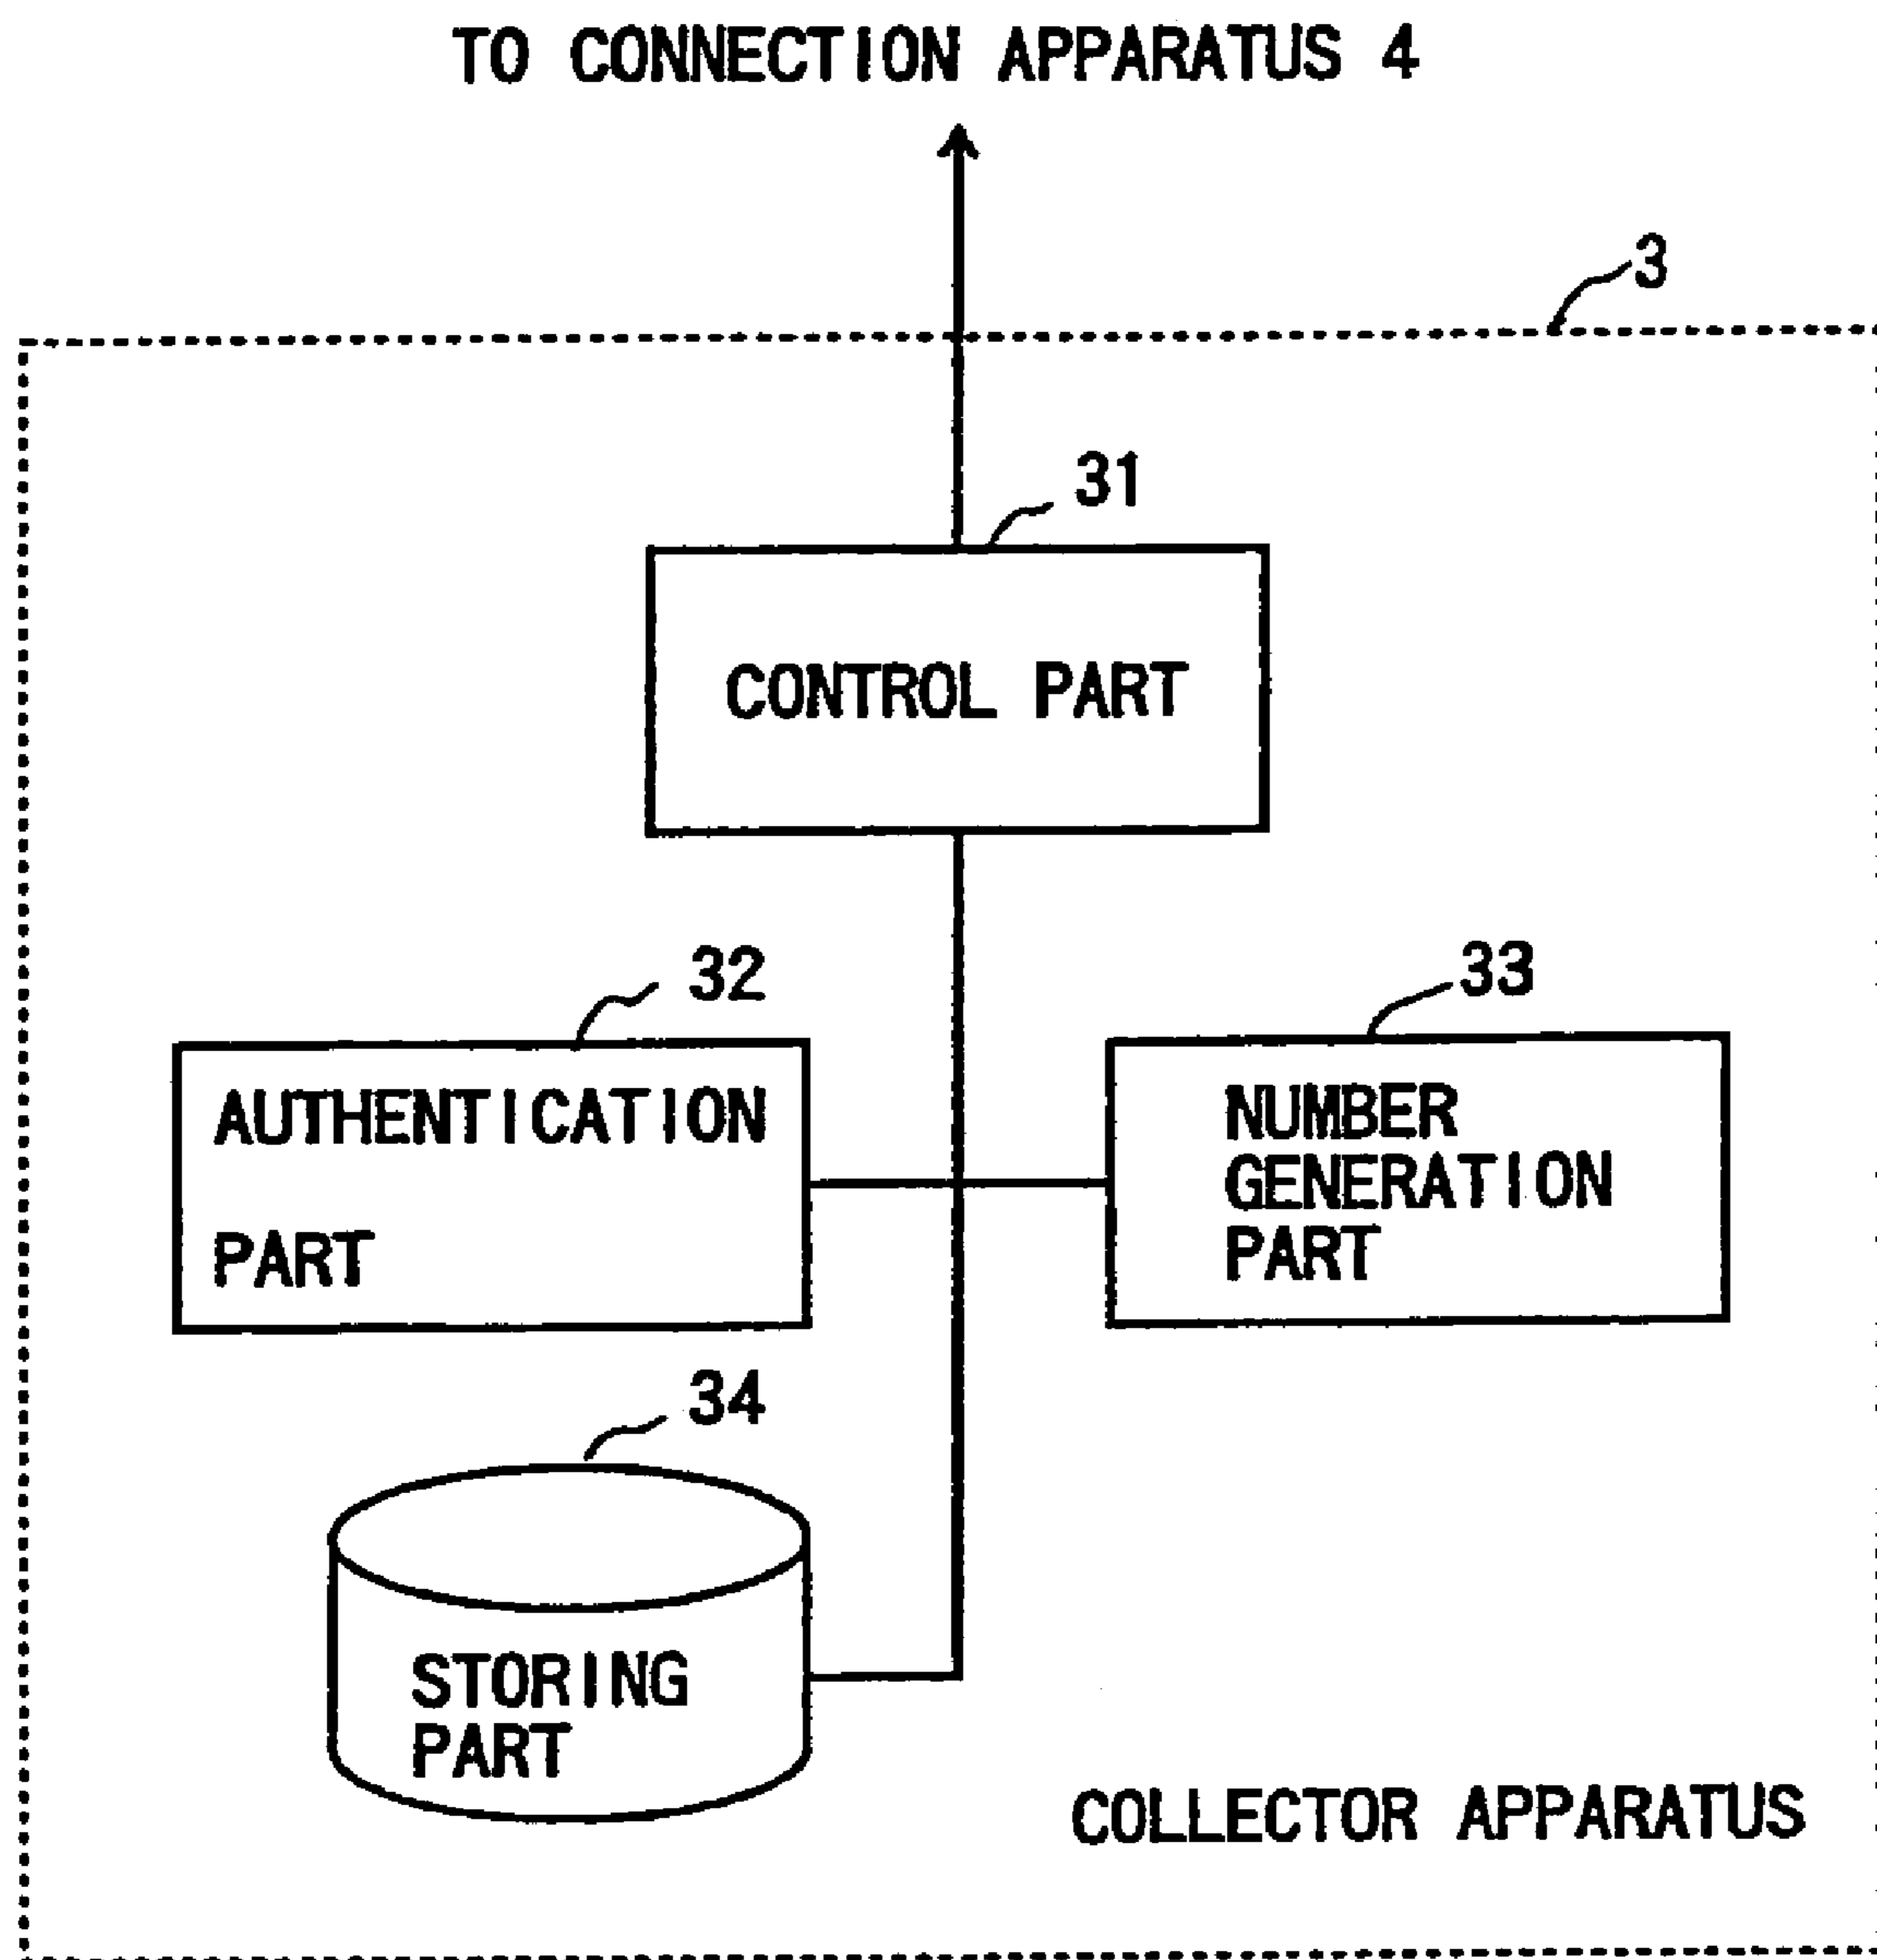 TO CONNECTION APPARATUS 4
3
31
CONTROL PART
32
33
AUTHENTICATION
PART
NUMBER
GENERATION
PART
34
STORING
PART
COLLECTOR APPARATUS